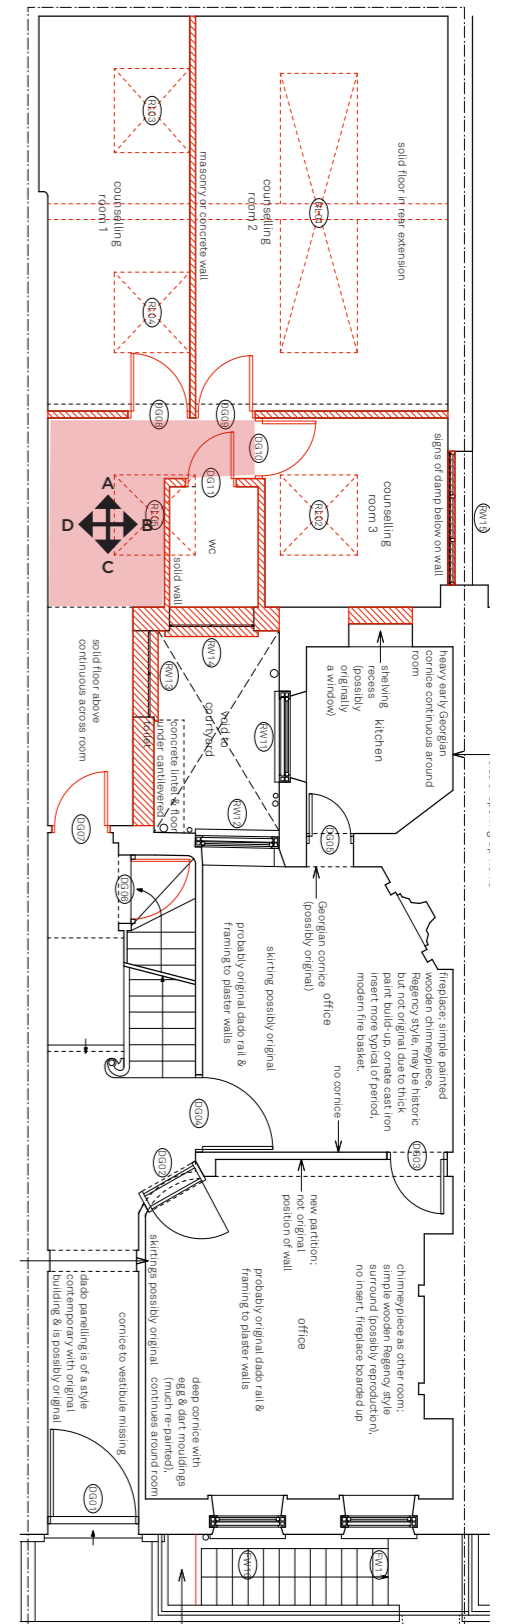 RL03
masonry or concrete wall
counselling
room 1
counselling
room 2
solid floor in rear extension
RL04
DG08
DG09
DG10
DG11
A
B
C
D
RL02
counselling
room 3
signs of damp below on wall
RW15
wc
solid wall
solid floor above
continuous across room
RW14
RW13
void to
courtyard
RW11
RW12
concrete lintel & floor
under cantilevered
toilet
shelving
recess
(possibly
originally
a window)
kitchen
heavy early Georgian
cornice continuous around
room
DG07
DG06
DG05
Georgian cornice
(possibly original)
office
skirting possibly original
probably original dado rail &
framing to plaster walls
fireplace; simple painted
wooden chimneypiece,
Regency style, may be historic
but not original due to thick
paint build-up, ornate cast iron
insert more typical of period,
modern fire basket.
no cornice
DG04
DG03
DG02
new partition;
not original
position of wall
office
probably original dado rail &
framing to plaster walls
chimneypiece as other room;
simple wooden Regency style
surround (possibly reproduction),
no insert, fireplace boarded up
skirtings possibly original
deep cornice with
egg & dart mouldings
(much re-painted),
continues around room
cornice to vestibule missing
dado panelling is of a style
contemporary with original
building & is possibly original
DG01